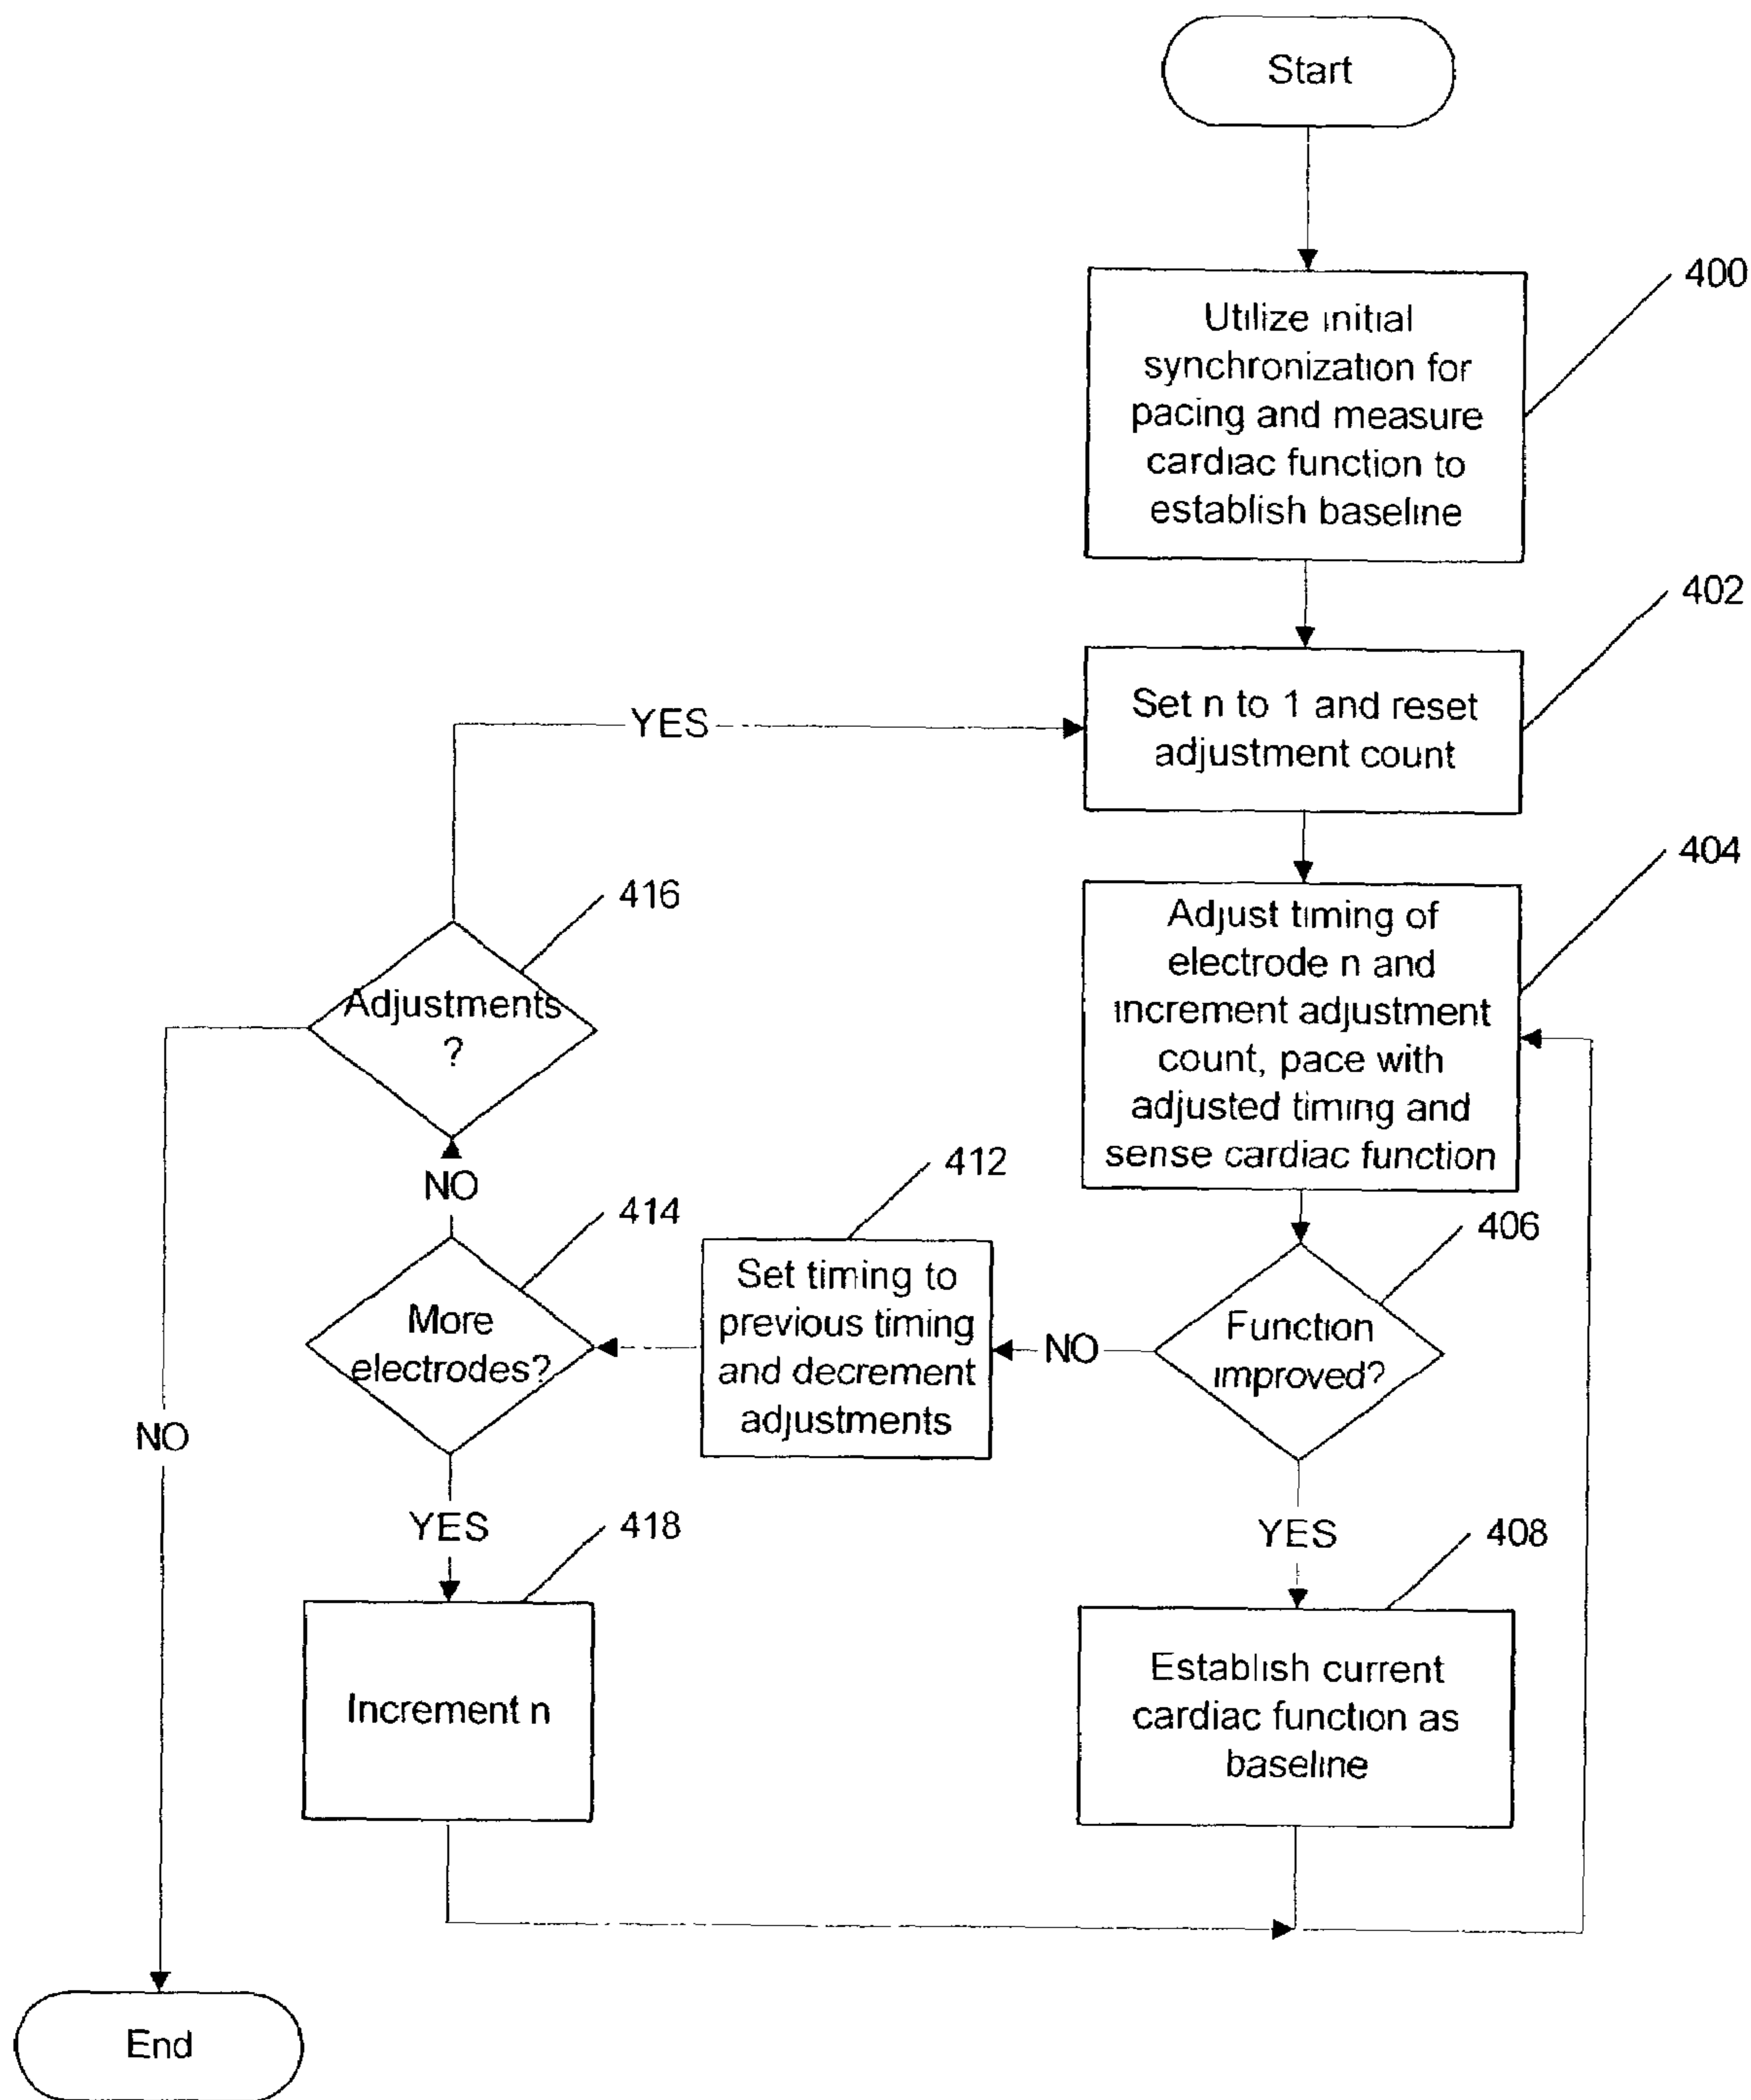 Start
400
Utilize initial
synchronization for
pacing and measure
cardiac function to
establish baseline
402
YES
Set n to 1 and reset
adjustment count
404
416
Adjust timing of
electrode n and
increment adjustment
count, pace with
adjusted timing and
sense cardiac function
Adjustments
?
NO
412
414
406
Set timing to
previous timing
and decrement
adjustments
More
electrodes?
NO
Function
improved?
NO
YES
418
YES
408
Increment n
Establish current
cardiac function as
baseline
End